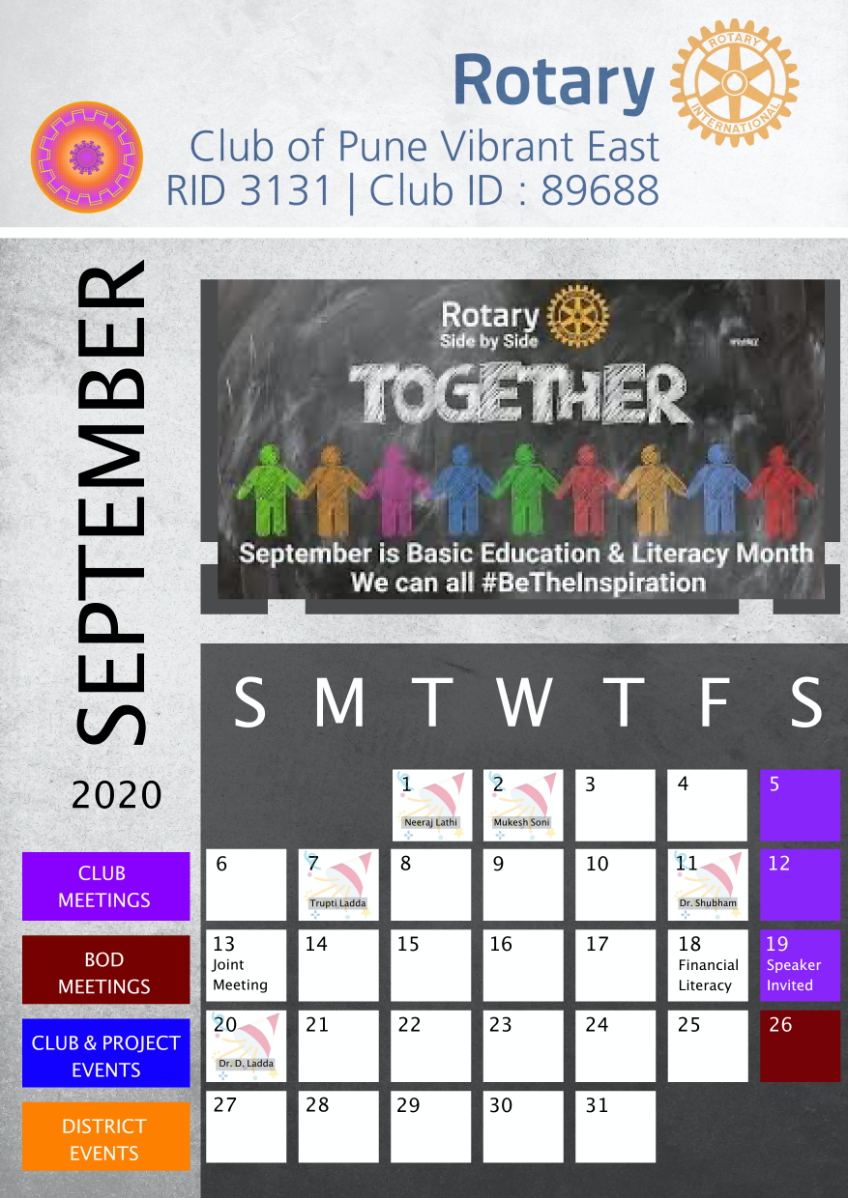 Rotary
ROTARY
INTERNATIONAL
Club of Pune Vibrant East
RID 3131 | Club ID : 89688
SEPTEMBER
2020
Rotary
Side by Side
TOGETHER
September is Basic Education & Literacy Month
We can all #BeTheInspiration
S M T W T F S
1 2 3 4 5
Neeraj Lathi Mukesh Soni
6 7 8 9 10 11 12
Trupti Ladda Dr. Shubham
13 14 15 16 17 18 19
Joint Financial Speaker
Meeting Literacy Invited
20 21 22 23 24 25 26
Dr. D. Ladda
27 28 29 30 31
CLUB
MEETINGS
BOD
MEETINGS
CLUB & PROJECT
EVENTS
DISTRICT
EVENTS